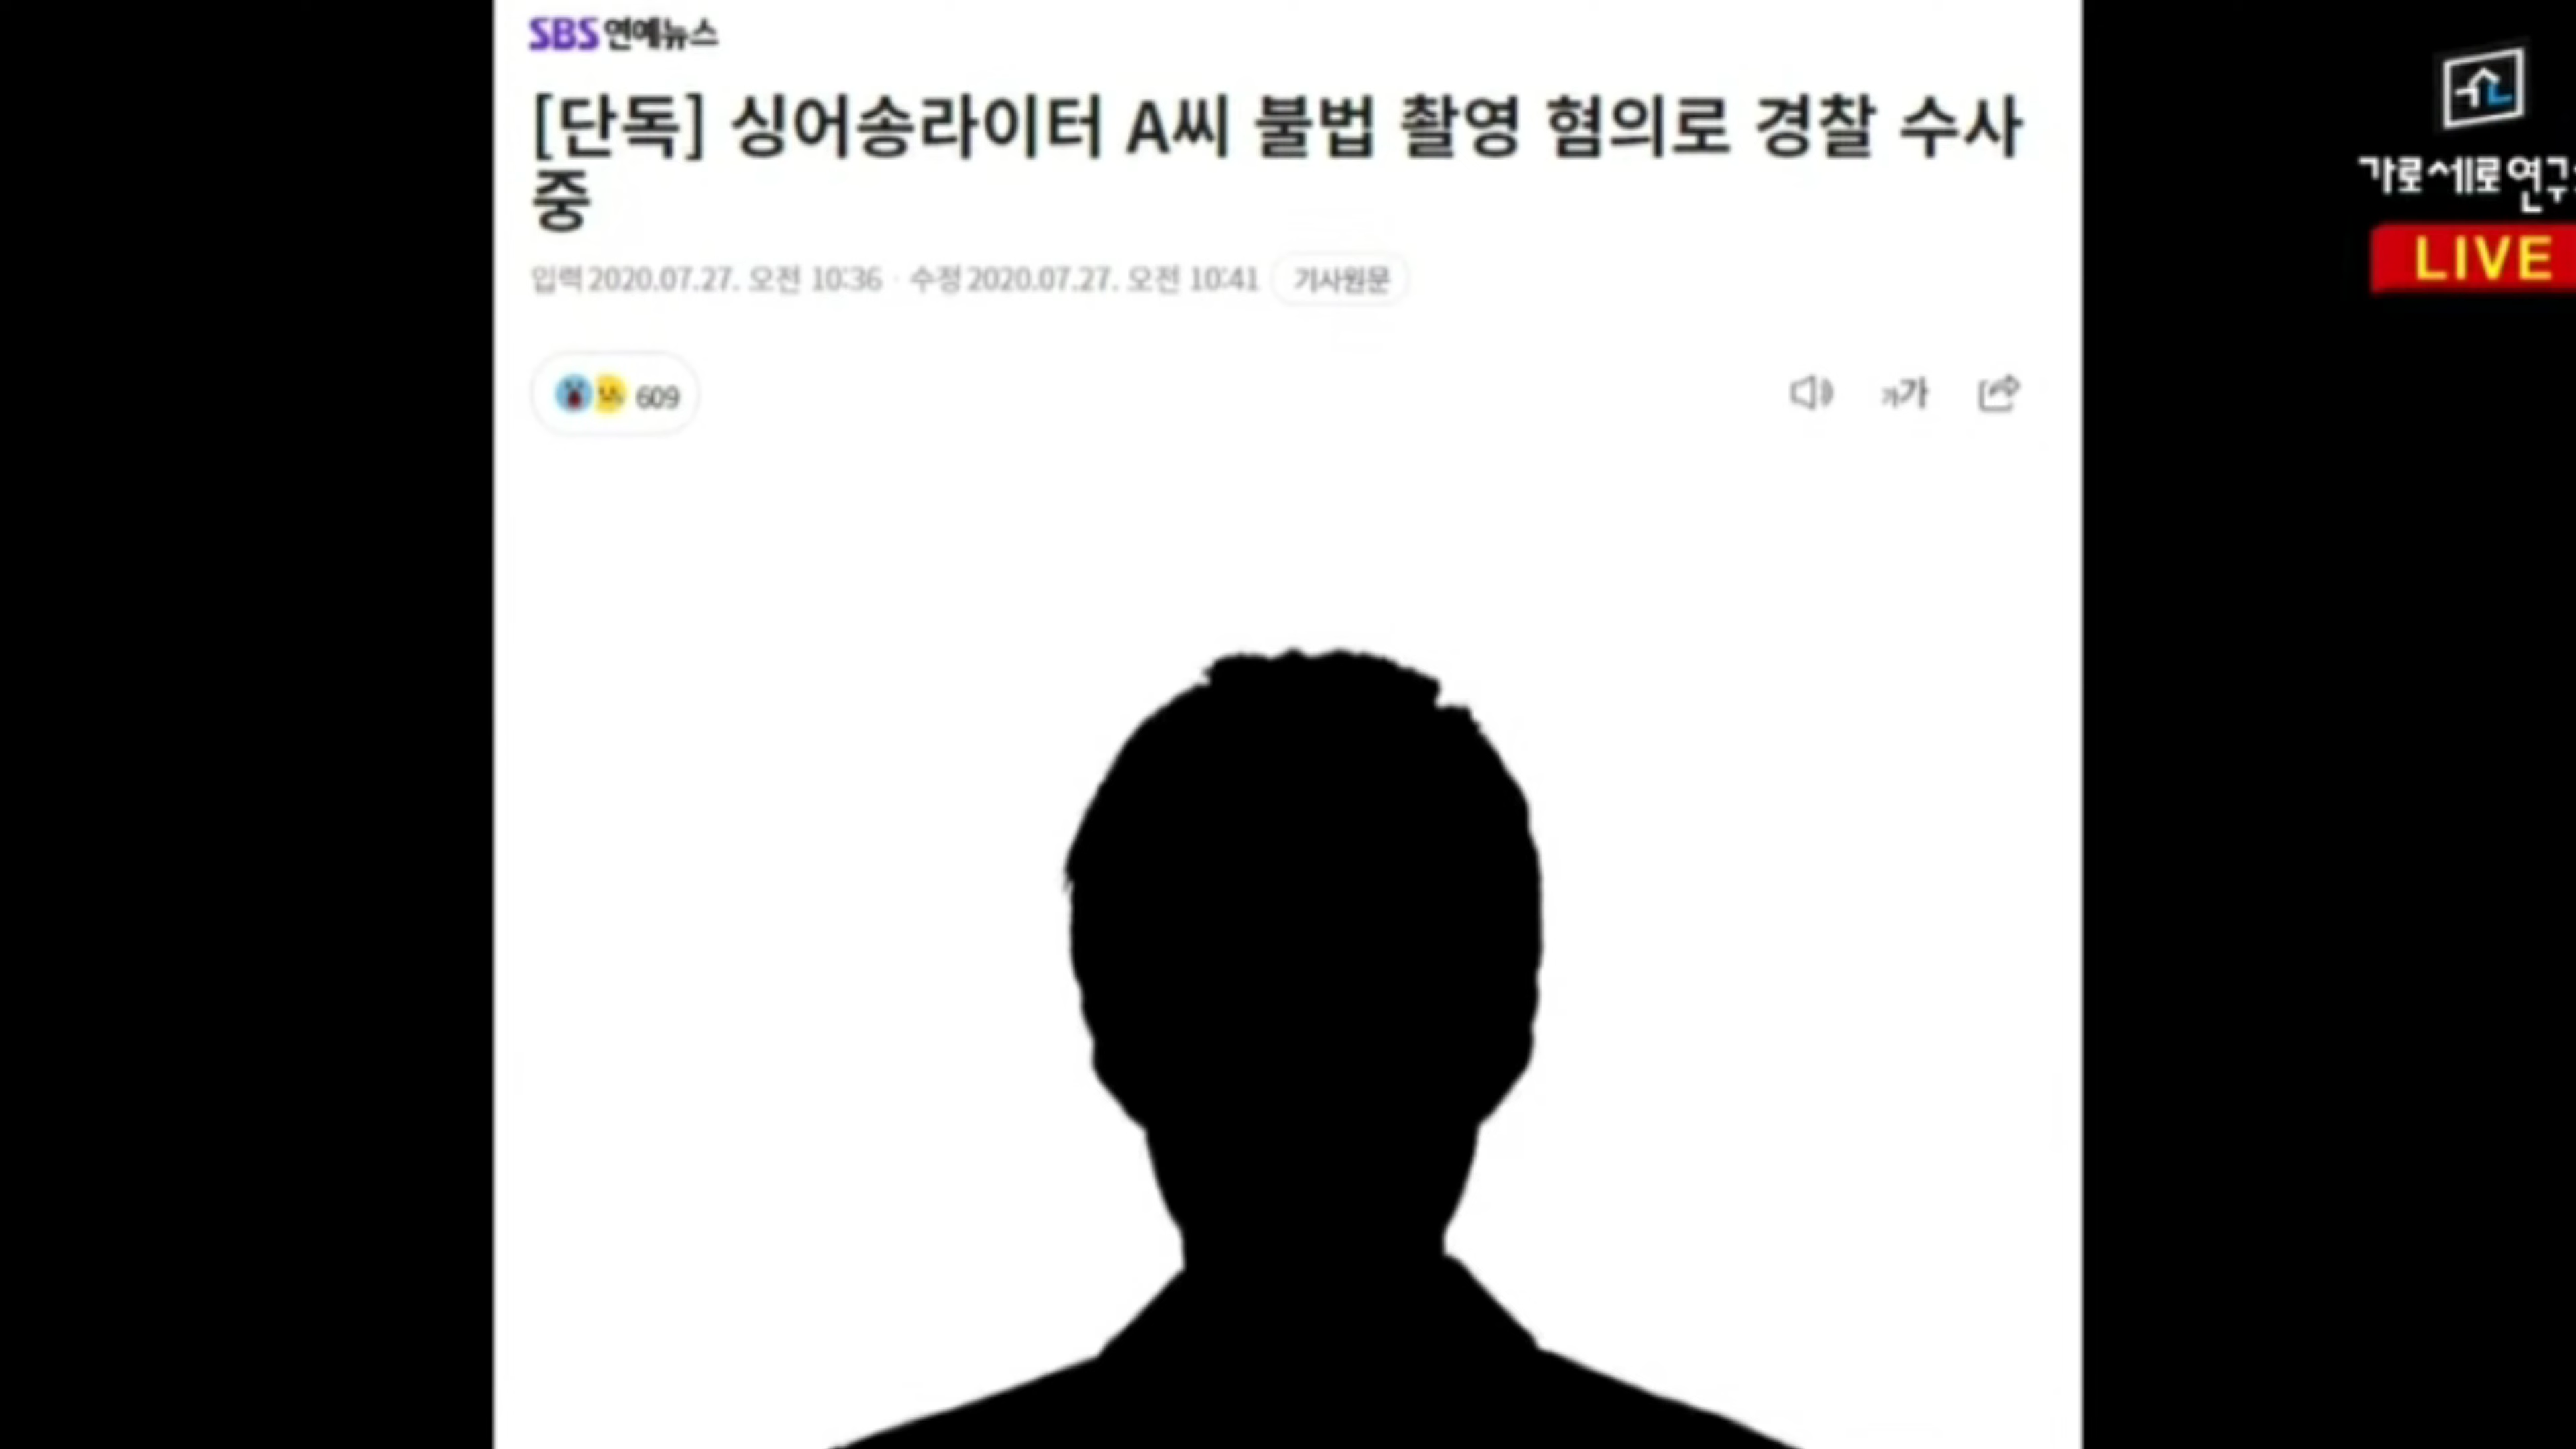 SBS 연예뉴스
[단독] 싱어송라이터 A씨 불법 촬영 혐의로 경찰 수사
중
입력 2020.07.27. 오전 10:36 · 수정 2020.07.27. 오전 10:41 기사원문
609
가가
가로세로연구
LIVE